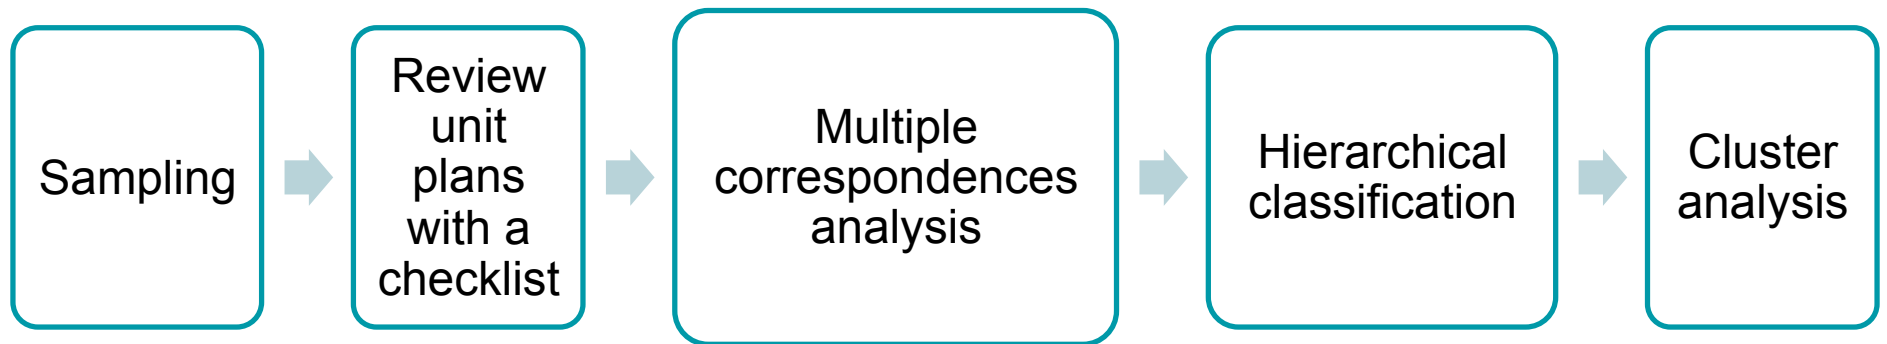 Sampling
Review
unit
plans
with a
checklist
Multiple
correspondences
analysis
Hierarchical
classification
Cluster
analysis